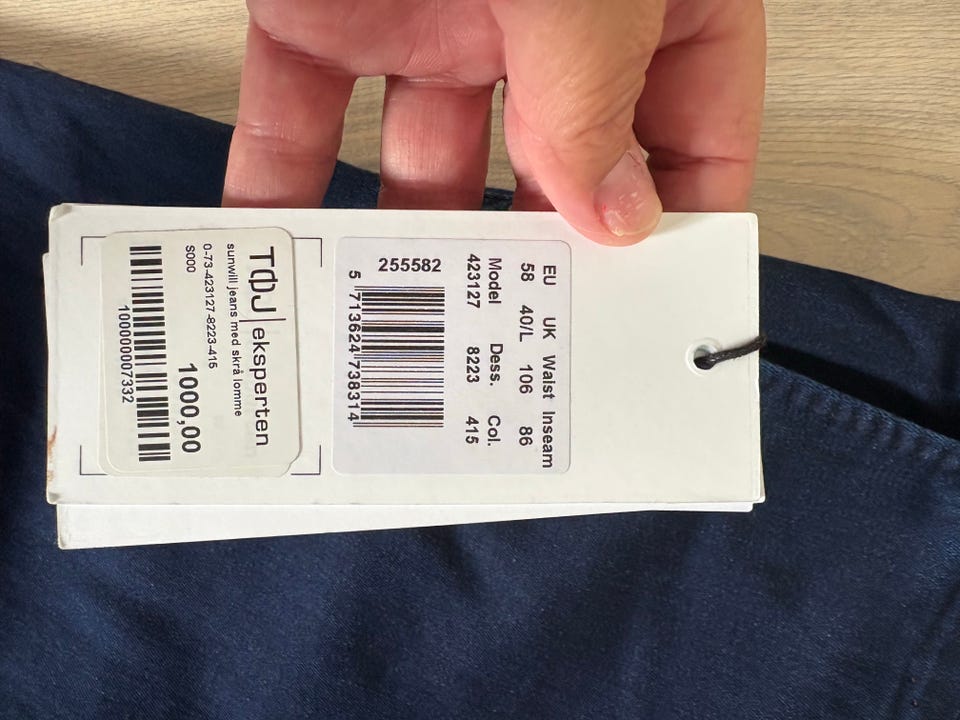 EU UK Waist Inseam
58 40/L 106 86
Model Dess. Col.
423127 8223 415
255582
5 713624 738314
TØJ|eksperten
sunwill jeans med skrå lomme
0-73-423127-8223-415
S000
1000,00
100000007332